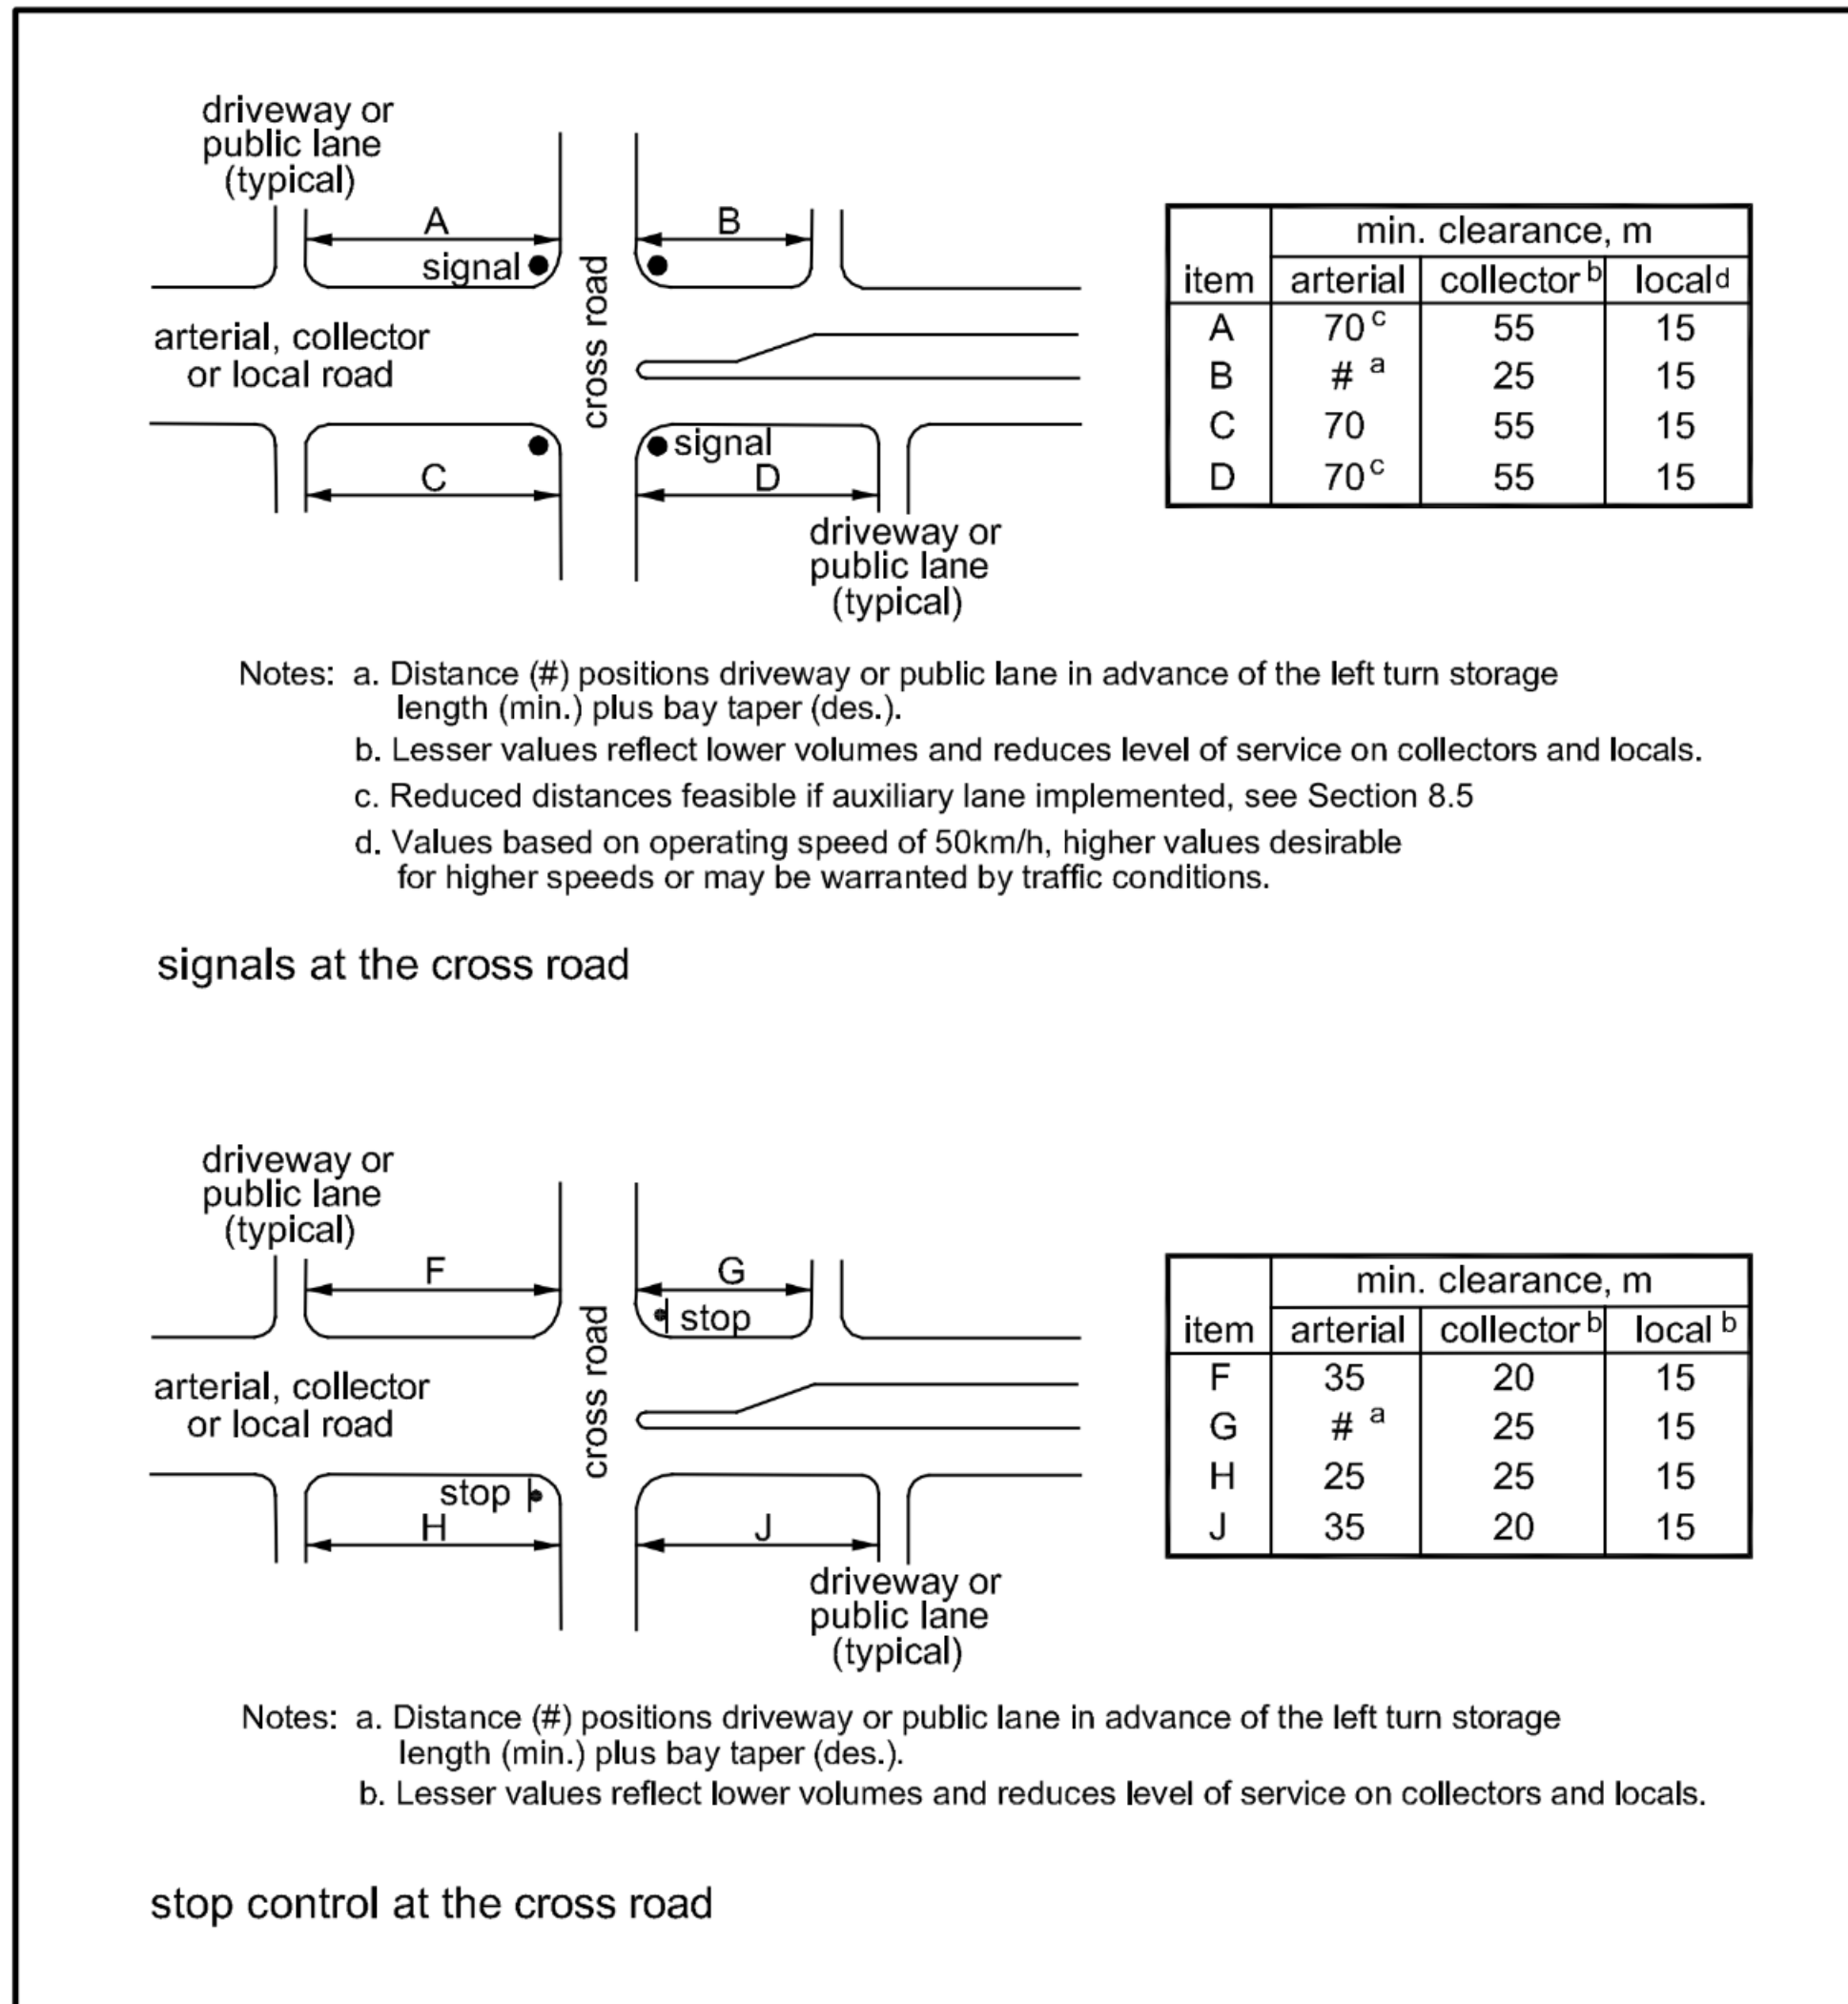 driveway or
public lane
(typical)
A
B
signal
cross road
arterial, collector
or local road
signal
C
D
driveway or
public lane
(typical)
min. clearance, m
item arterial collector b local d
A 70 c 55 15
B # a 25 15
C 70 55 15
D 70 c 55 15
Notes: a. Distance (#) positions driveway or public lane in advance of the left turn storage
length (min.) plus bay taper (des.).
b. Lesser values reflect lower volumes and reduces level of service on collectors and locals.
c. Reduced distances feasible if auxiliary lane implemented, see Section 8.5
d. Values based on operating speed of 50km/h, higher values desirable
for higher speeds or may be warranted by traffic conditions.
signals at the cross road
driveway or
public lane
(typical)
F
G
stop
cross road
arterial, collector
or local road
stop
H
J
driveway or
public lane
(typical)
min. clearance, m
item arterial collector b local b
F 35 20 15
G # a 25 15
H 25 25 15
J 35 20 15
Notes: a. Distance (#) positions driveway or public lane in advance of the left turn storage
length (min.) plus bay taper (des.).
b. Lesser values reflect lower volumes and reduces level of service on collectors and locals.
stop control at the cross road